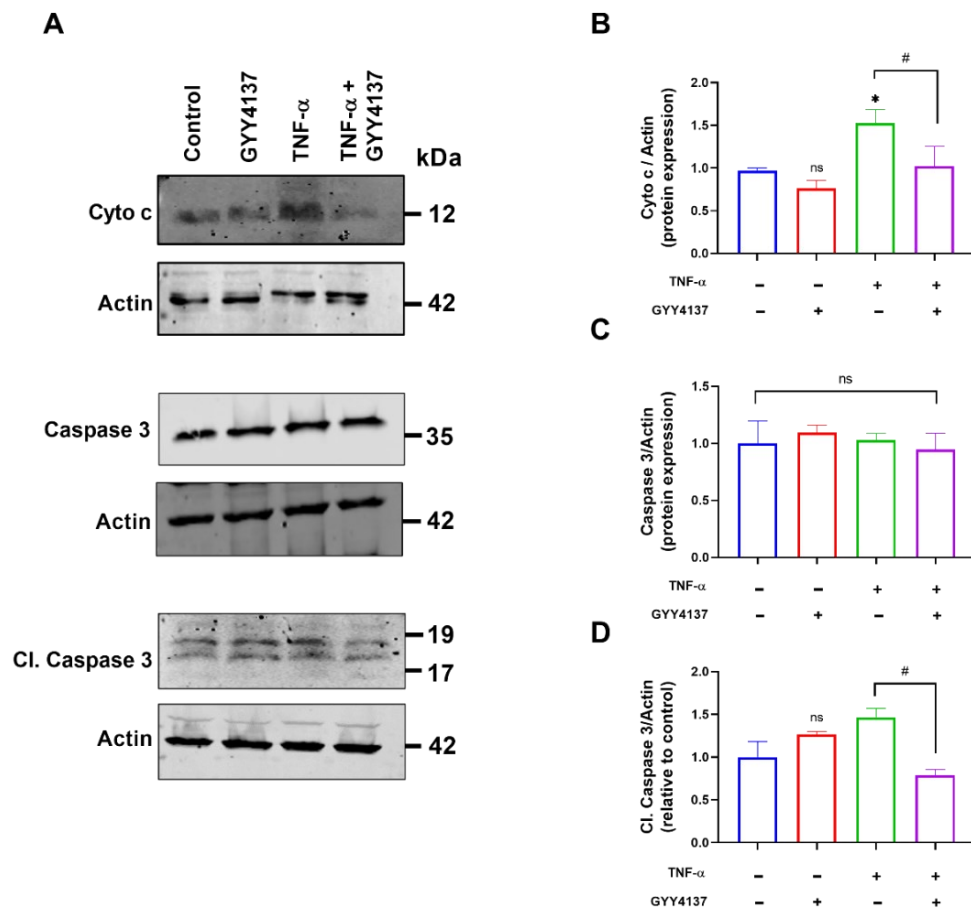 A
Control
GYY4137
TNF-α
TNF-α +
GYY4137
kDa
Cyto c
12
Actin
42
Caspase 3
35
Actin
42
Cl. Caspase 3
19
17
Actin
42
B
Cyto c / Actin
(protein expression)
2.0
1.5
1.0
0.5
0.0
ns
*
#
TNF-α – – + +
GYY4137 – + – +
C
Caspase 3/Actin
(protein expression)
1.5
1.0
0.5
0.0
ns
TNF-α – – + +
GYY4137 – + – +
D
Cl. Caspase 3/Actin
(relative to control)
2.0
1.5
1.0
0.5
0.0
ns
#
TNF-α – – + +
GYY4137 – + – +